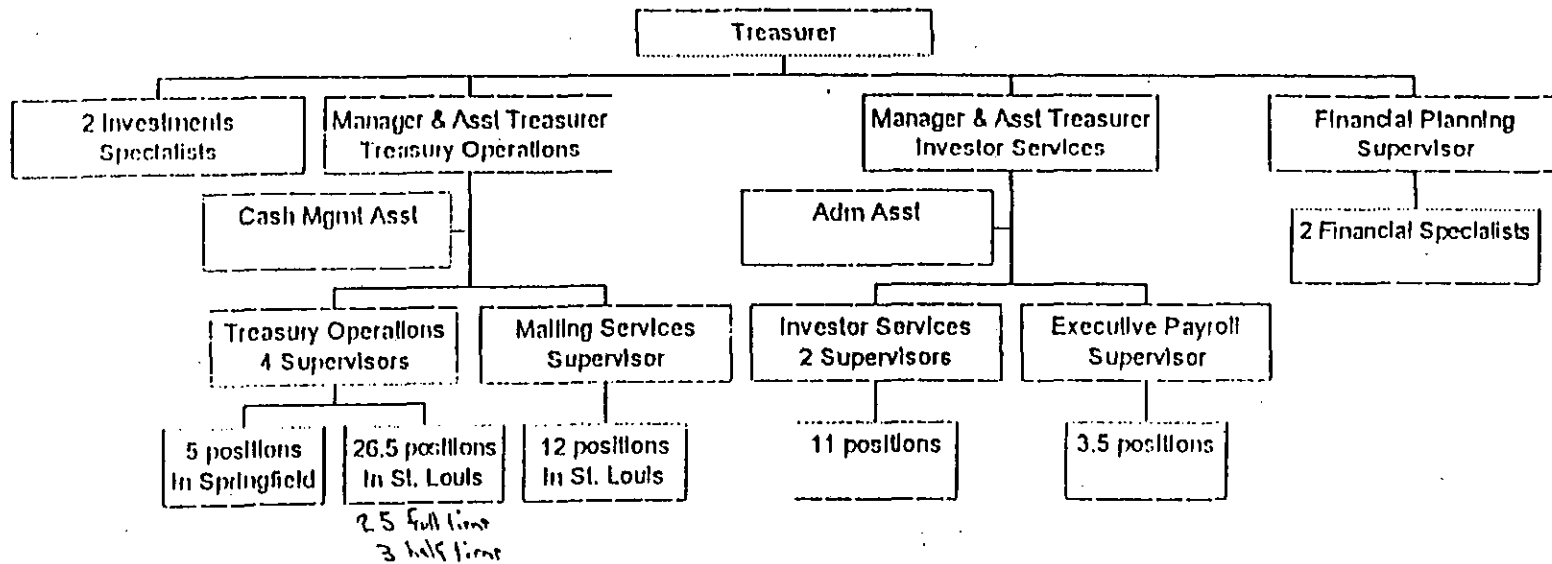 Treasurer
2 Investments
Specialists
Manager & Asst Treasurer
Treasury Operations
Manager & Asst Treasurer
Investor Services
Financial Planning
Supervisor
Cash Mgmt Asst
Adm Asst
2 Financial Specialists
Treasury Operations
4 Supervisors
Mailing Services
Supervisor
Investor Services
2 Supervisors
Executive Payroll
Supervisor
5 positions
In Springfield
26.5 positions
In St. Louis
12 positions
In St. Louis
11 positions
3.5 positions
25 full time
3 half time